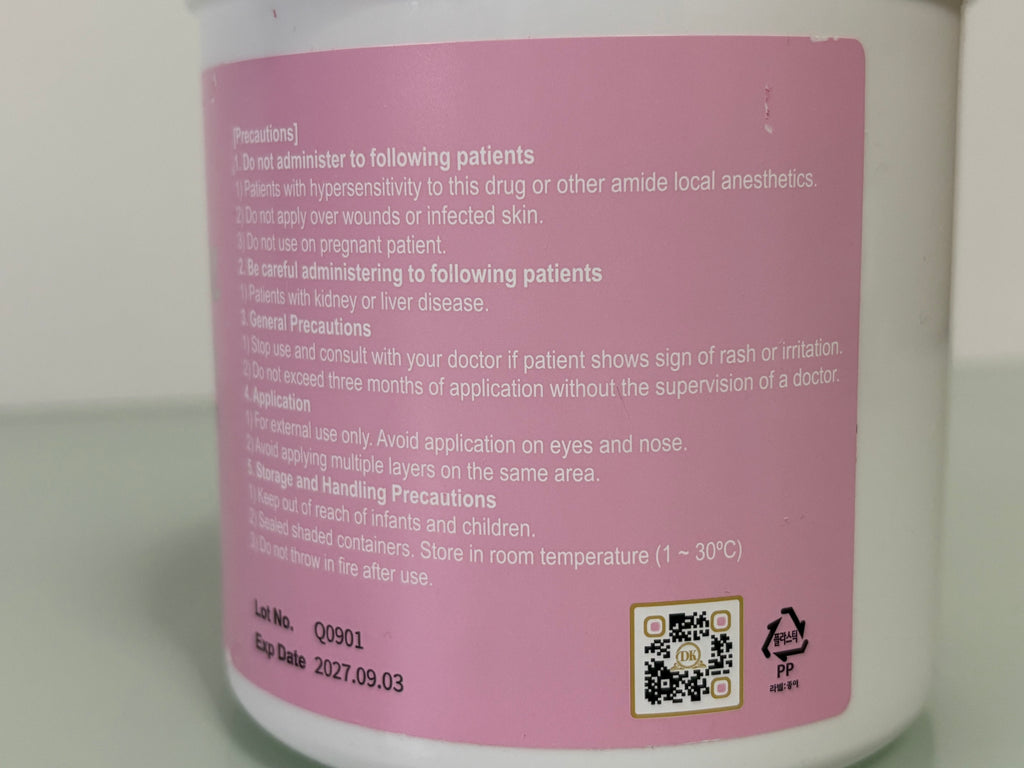 [Precautions]
1. Do not administer to following patients
1) Patients with hypersensitivity to this drug or other amide local anesthetics.
2) Do not apply over wounds or infected skin.
3) Do not use on pregnant patient.
2. Be careful administering to following patients
1) Patients with kidney or liver disease.
3. General Precautions
1) Stop use and consult with your doctor if patient shows sign of rash or irritation.
2) Do not exceed three months of application without the supervision of a doctor.
4. Application
1) For external use only. Avoid application on eyes and nose.
2) Avoid applying multiple layers on the same area.
5. Storage and Handling Precautions
1) Keep out of reach of infants and children.
2) Sealed shaded containers. Store in room temperature (1 ~ 30ºC)
3) Do not throw in fire after use.
Lot No. Q0901
Exp Date 2027.09.03
DK
플라스틱
PP
라벨:종이